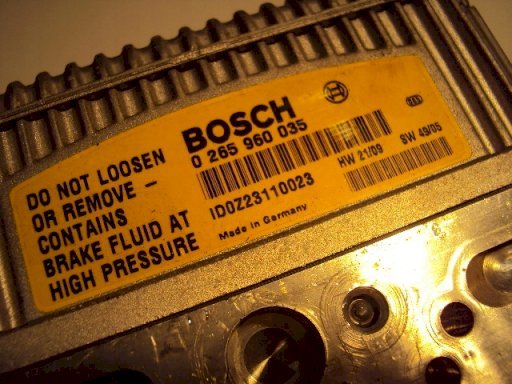 DO NOT LOOSEN
OR REMOVE -
CONTAINS
BRAKE FLUID AT
HIGH PRESSURE
BOSCH
0 265 960 035
ID0Z23110023
Made in Germany
HW 21/09
SW 49/05